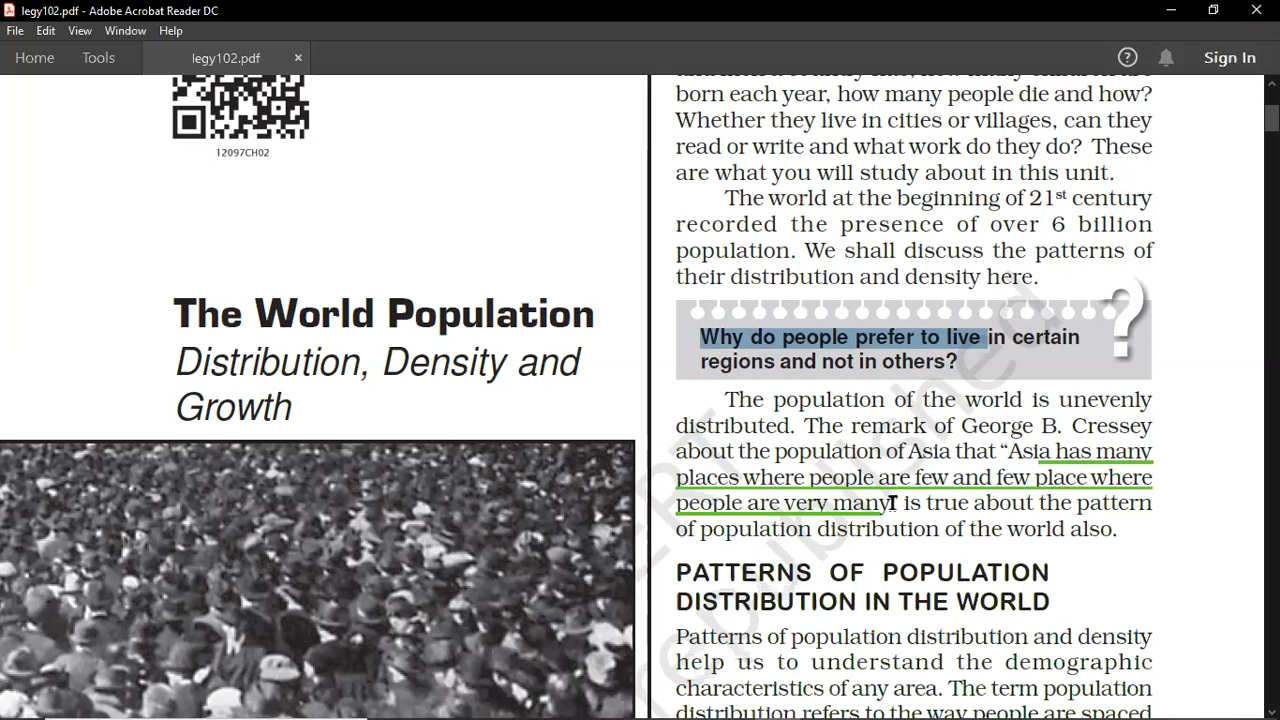 legy102.pdf - Adobe Acrobat Reader DC
File Edit View Window Help
Home Tools legy102.pdf × ? Sign In
12097CH02
The World Population
Distribution, Density and
Growth
born each year, how many people die and how?
Whether they live in cities or villages, can they
read or write and what work do they do? These
are what you will study about in this unit.
The world at the beginning of 21st century
recorded the presence of over 6 billion
population. We shall discuss the patterns of
their distribution and density here.
?
Why do people prefer to live in certain
regions and not in others?
The population of the world is unevenly
distributed. The remark of George B. Cressey
about the population of Asia that “Asia has many
places where people are few and few place where
people are very many” is true about the pattern
of population distribution of the world also.
PATTERNS OF POPULATION
DISTRIBUTION IN THE WORLD
Patterns of population distribution and density
help us to understand the demographic
characteristics of any area. The term population
distribution refers to the way people are spaced
republished